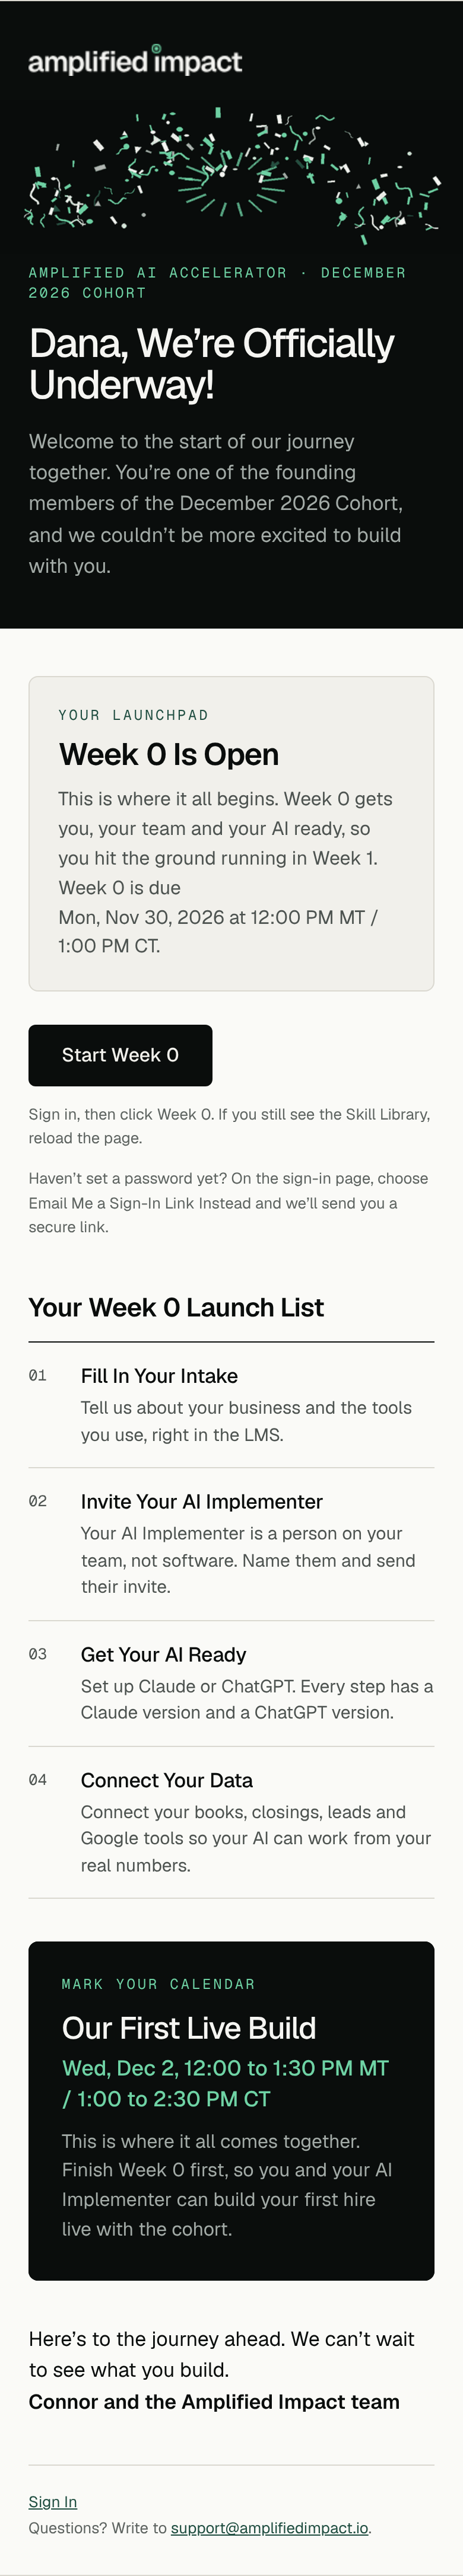 amplified impact
AMPLIFIED AI ACCELERATOR · DECEMBER
2026 COHORT
Dana, We’re Officially
Underway!
Welcome to the start of our journey
together. You’re one of the founding
members of the December 2026 Cohort,
and we couldn’t be more excited to build
with you.
YOUR LAUNCHPAD
Week 0 Is Open
This is where it all begins. Week 0 gets
you, your team and your AI ready, so
you hit the ground running in Week 1.
Week 0 is due
Mon, Nov 30, 2026 at 12:00 PM MT /
1:00 PM CT.
Start Week 0
Sign in, then click Week 0. If you still see the Skill Library,
reload the page.
Haven’t set a password yet? On the sign-in page, choose
Email Me a Sign-In Link Instead and we’ll send you a
secure link.
Your Week 0 Launch List
01 Fill In Your Intake
Tell us about your business and the tools
you use, right in the LMS.
02 Invite Your AI Implementer
Your AI Implementer is a person on your
team, not software. Name them and send
their invite.
03 Get Your AI Ready
Set up Claude or ChatGPT. Every step has a
Claude version and a ChatGPT version.
04 Connect Your Data
Connect your books, closings, leads and
Google tools so your AI can work from your
real numbers.
MARK YOUR CALENDAR
Our First Live Build
Wed, Dec 2, 12:00 to 1:30 PM MT
/ 1:00 to 2:30 PM CT
This is where it all comes together.
Finish Week 0 first, so you and your AI
Implementer can build your first hire
live with the cohort.
Here’s to the journey ahead. We can’t wait
to see what you build.
Connor and the Amplified Impact team
Sign In
Questions? Write to support@amplifiedimpact.io.